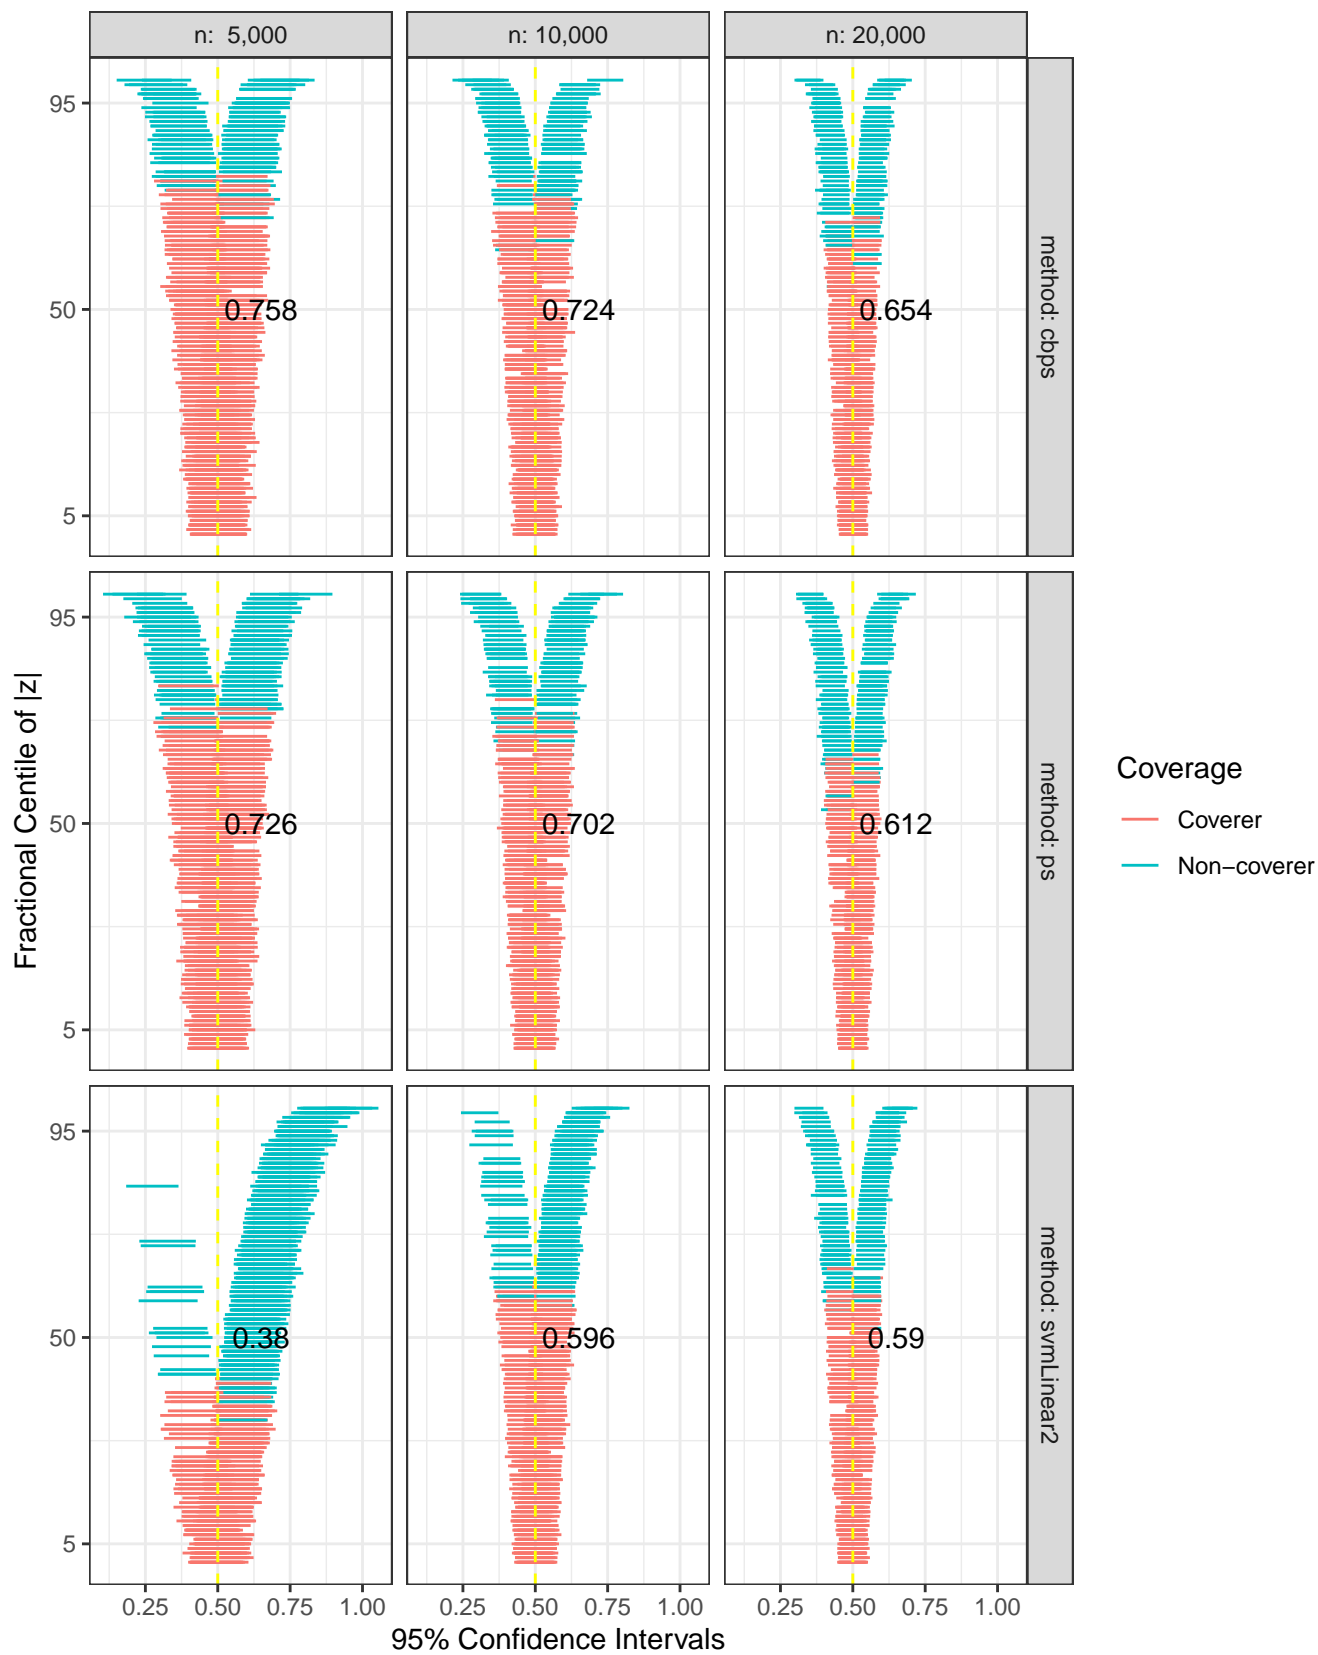 n:  5,000
n: 10,000
n: 20,000
95
50
5
0.758
0.724
0.654
method: cbps
95
50
5
0.726
0.702
0.612
method: ps
95
50
5
0.38
0.596
0.59
method: svmLinear2
Fractional Centile of |z|
0.25 0.50 0.75 1.00
0.25 0.50 0.75 1.00
0.25 0.50 0.75 1.00
95% Confidence Intervals
Coverage
Coverer
Non−coverer